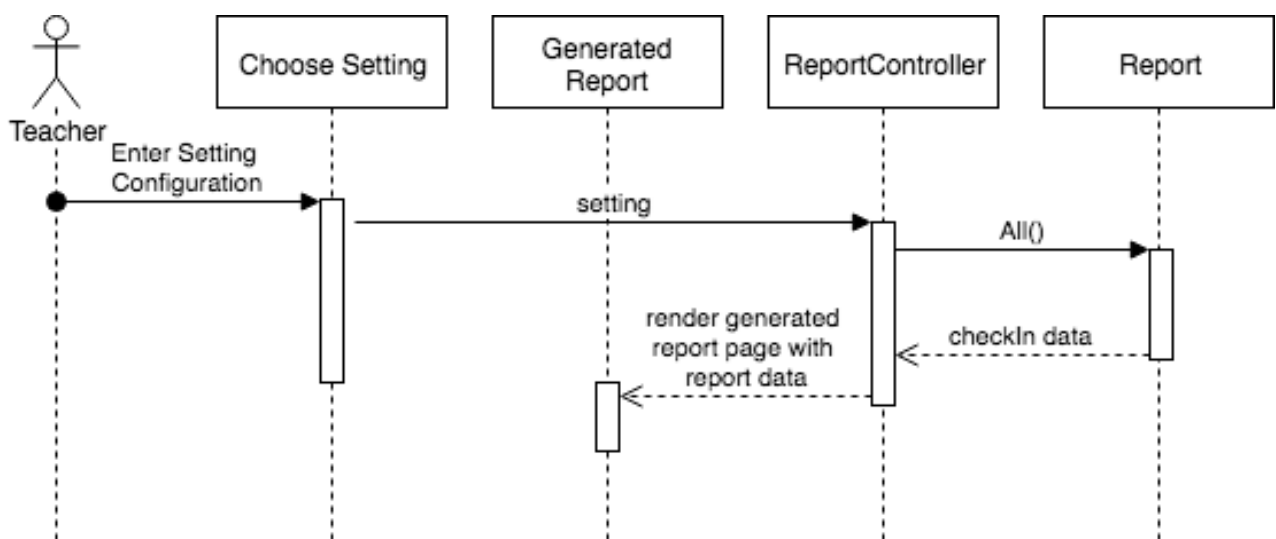 Teacher
Choose Setting
Generated
Report
ReportController
Report
Enter Setting
Configuration
setting
All()
checkIn data
render generated
report page with
report data